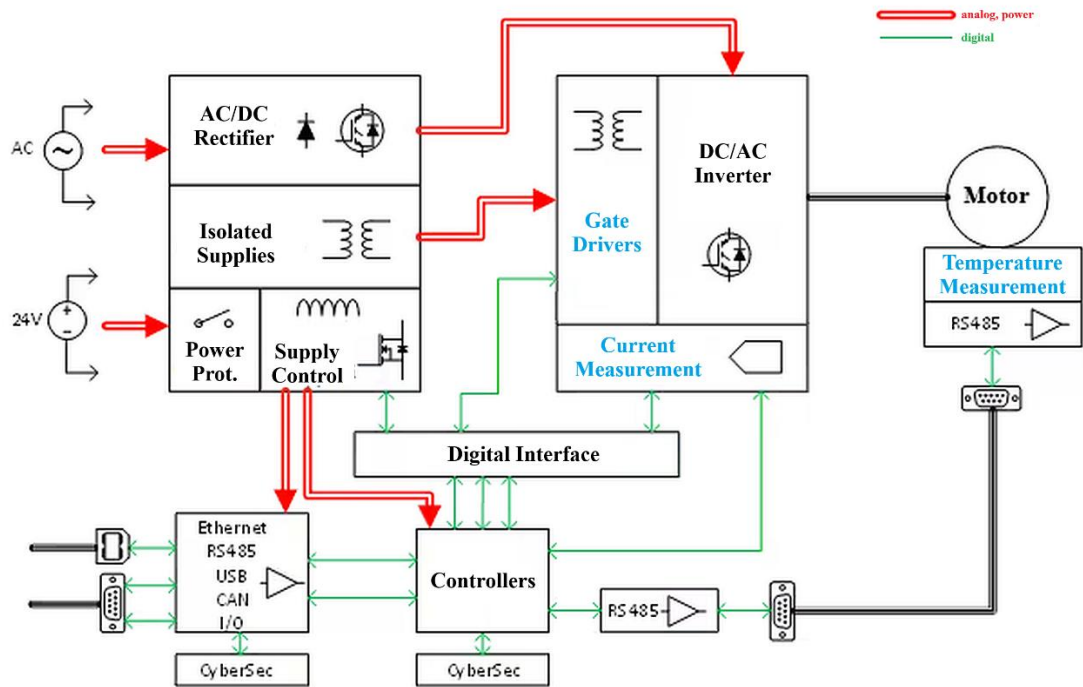 analog, power
digital
AC/DC
Rectifier
AC
DC/AC
Inverter
Motor
Isolated
Supplies
Gate
Drivers
Temperature
Measurement
24V
RS485
Power
Prot.
Supply
Control
Current
Measurement
Digital Interface
Ethernet
RS485
USB
CAN
I/O
Controllers
RS485
CyberSec
CyberSec